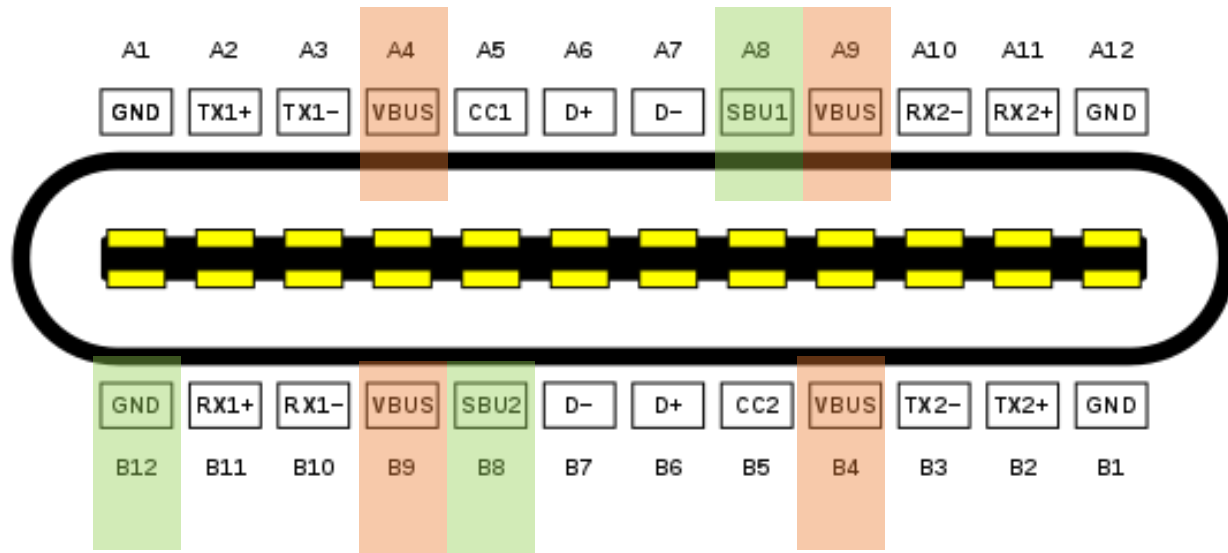 A1 A2 A3 A4 A5 A6 A7 A8 A9 A10 A11 A12
GND TX1+ TX1− VBUS CC1 D+ D− SBU1 VBUS RX2− RX2+ GND
GND RX1+ RX1− VBUS SBU2 D− D+ CC2 VBUS TX2− TX2+ GND
B12 B11 B10 B9 B8 B7 B6 B5 B4 B3 B2 B1